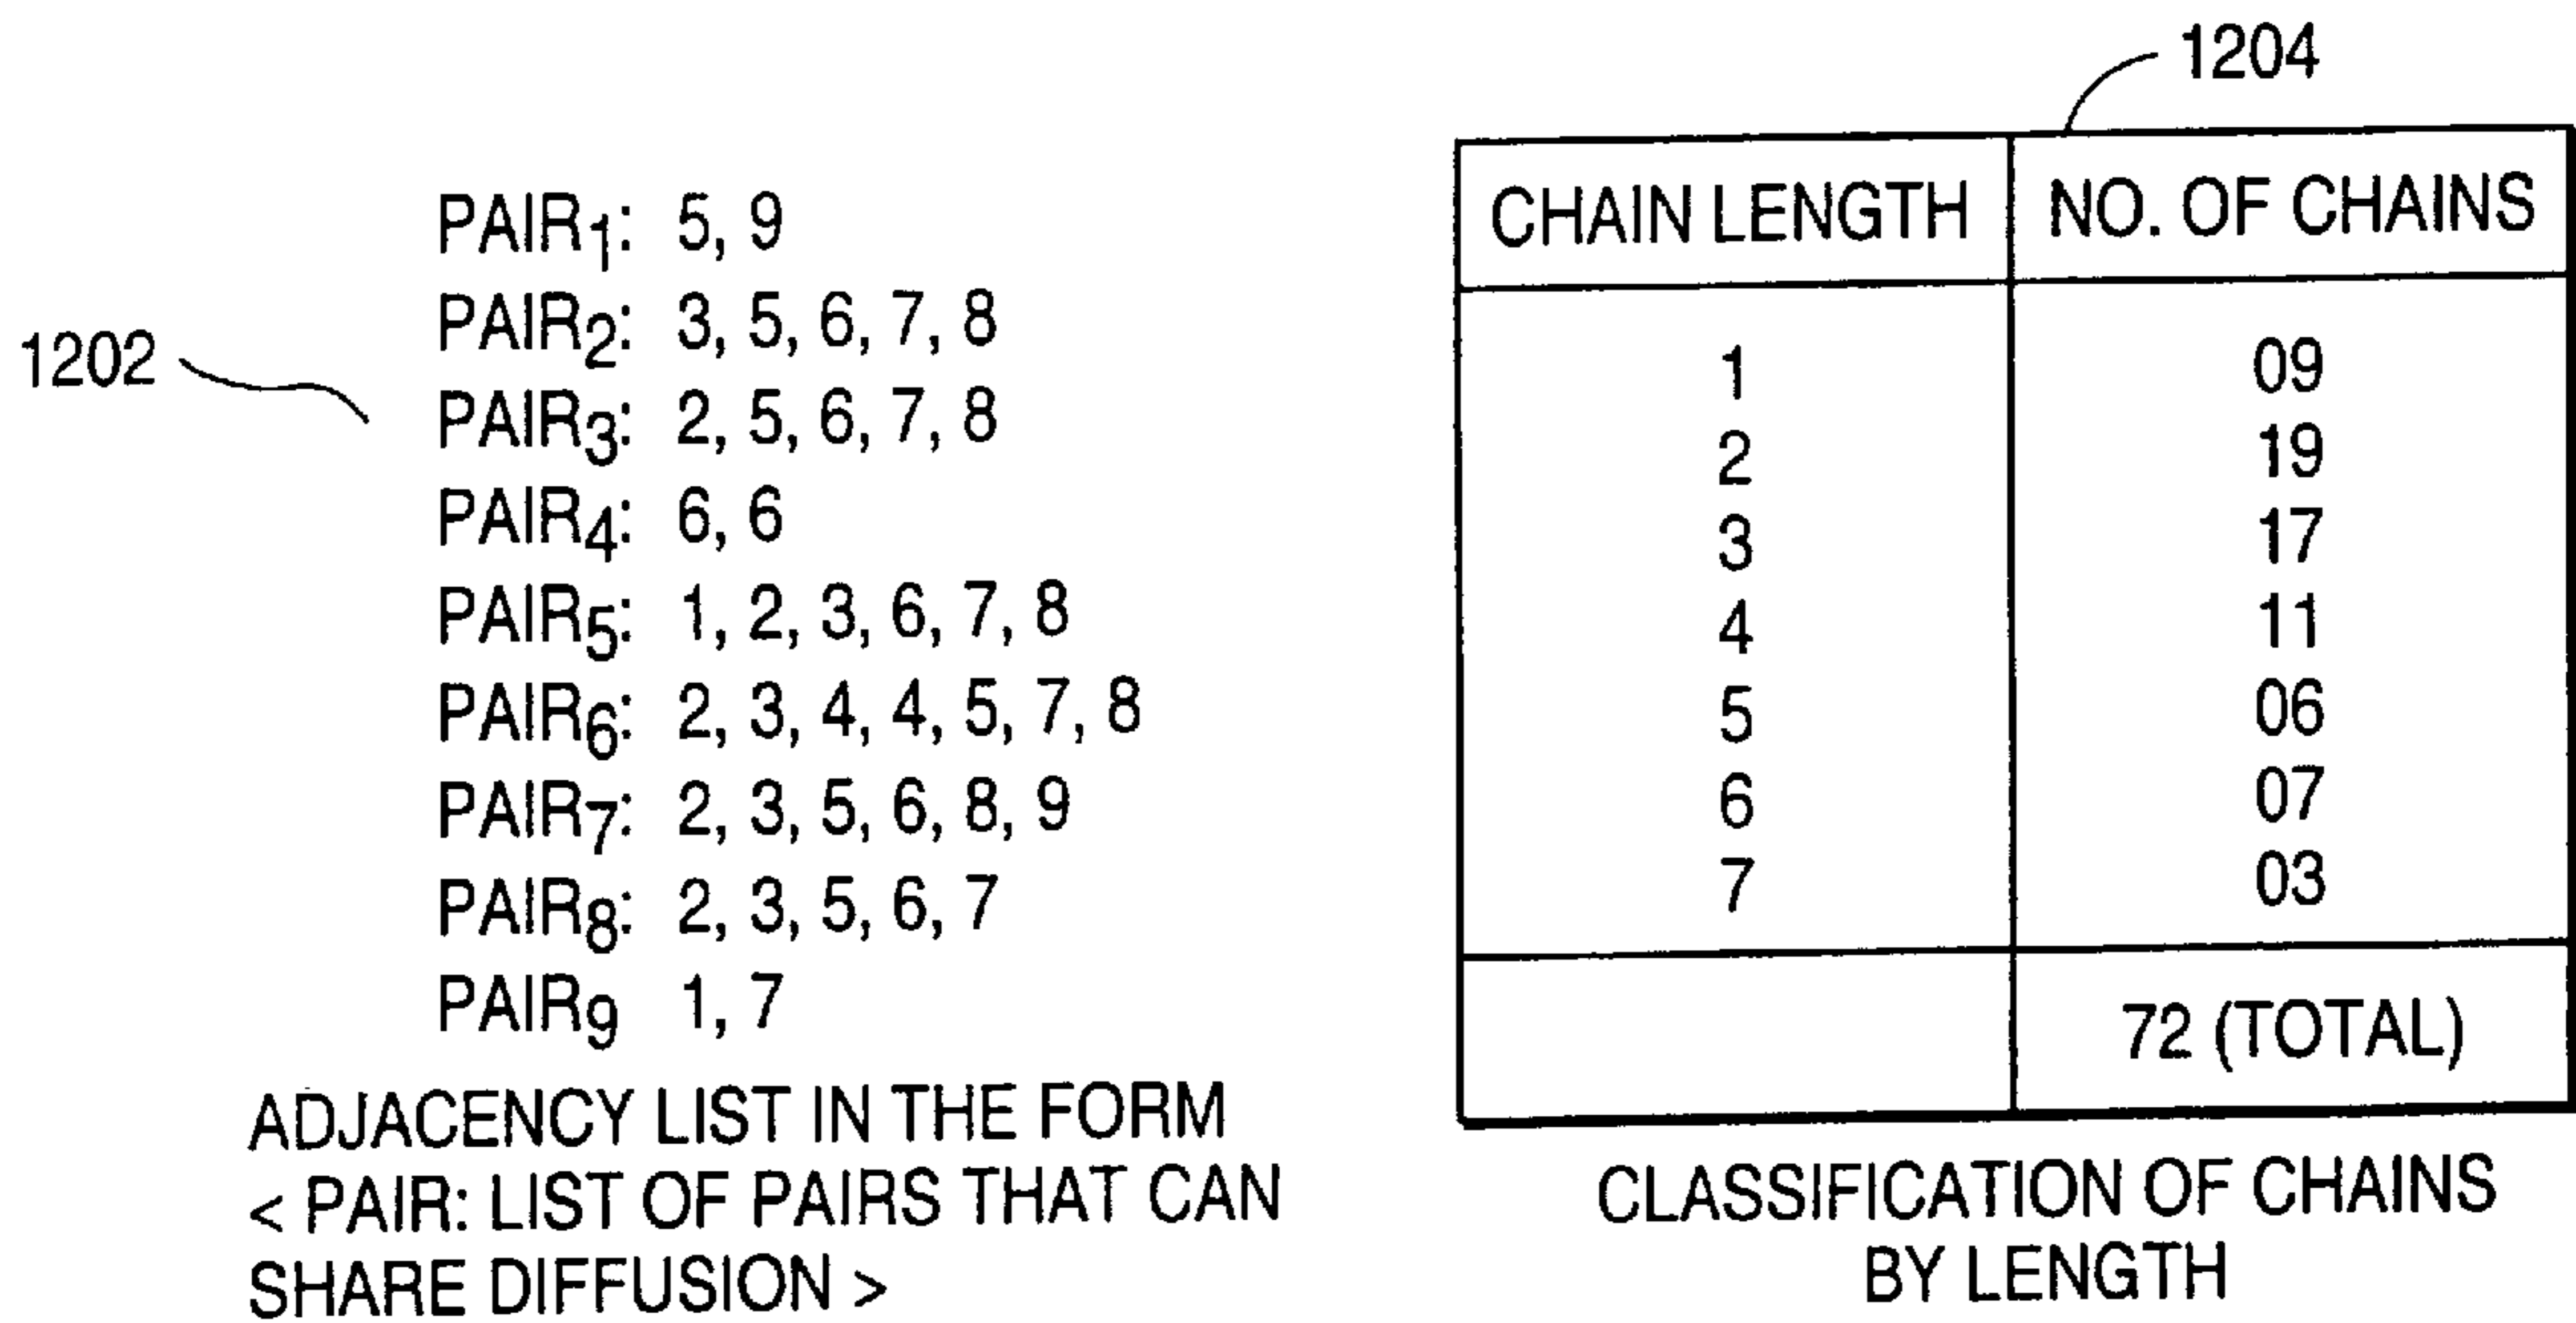 1202
PAIR1: 5, 9
PAIR2: 3, 5, 6, 7, 8
PAIR3: 2, 5, 6, 7, 8
PAIR4: 6, 6
PAIR5: 1, 2, 3, 6, 7, 8
PAIR6: 2, 3, 4, 4, 5, 7, 8
PAIR7: 2, 3, 5, 6, 8, 9
PAIR8: 2, 3, 5, 6, 7
PAIR9 1, 7
ADJACENCY LIST IN THE FORM
< PAIR: LIST OF PAIRS THAT CAN
SHARE DIFFUSION >
1204
CHAIN LENGTH NO. OF CHAINS
1 09
2 19
3 17
4 11
5 06
6 07
7 03
72 (TOTAL)
CLASSIFICATION OF CHAINS
BY LENGTH